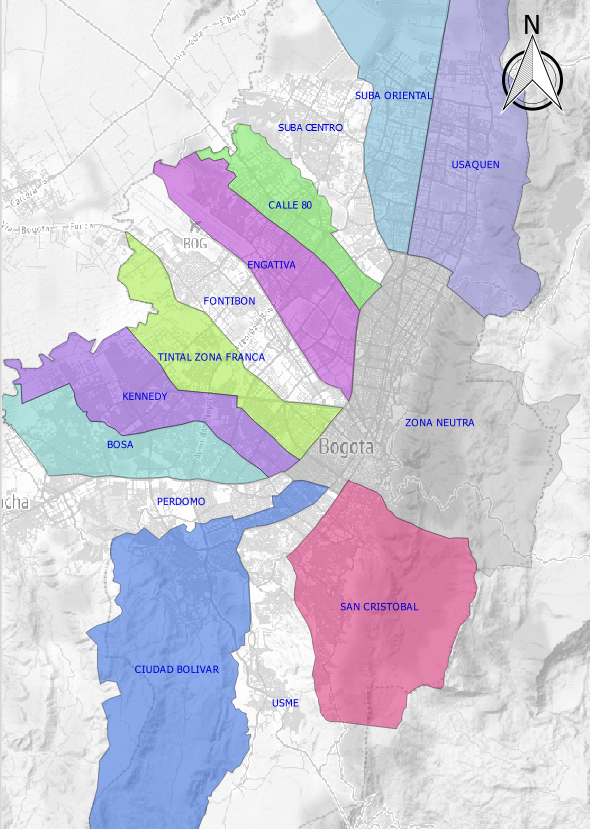 N
SUBA ORIENTAL
SUBA CENTRO
USAQUEN
CALLE 80
BOG
ENGATIVA
FONTIBON
TINTAL ZONA FRANCA
KENNEDY
ZONA NEUTRA
BOSA
Bogota
PERDOMO
SAN CRISTOBAL
CIUDAD BOLIVAR
USME